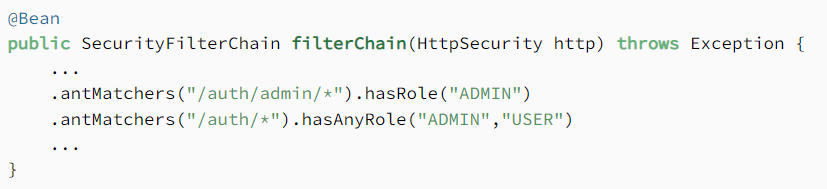 @Bean
public SecurityFilterChain filterChain(HttpSecurity http) throws Exception {
    ...
    .antMatchers("/auth/admin/*").hasRole("ADMIN")
    .antMatchers("/auth/*").hasAnyRole("ADMIN","USER")
    ...
}